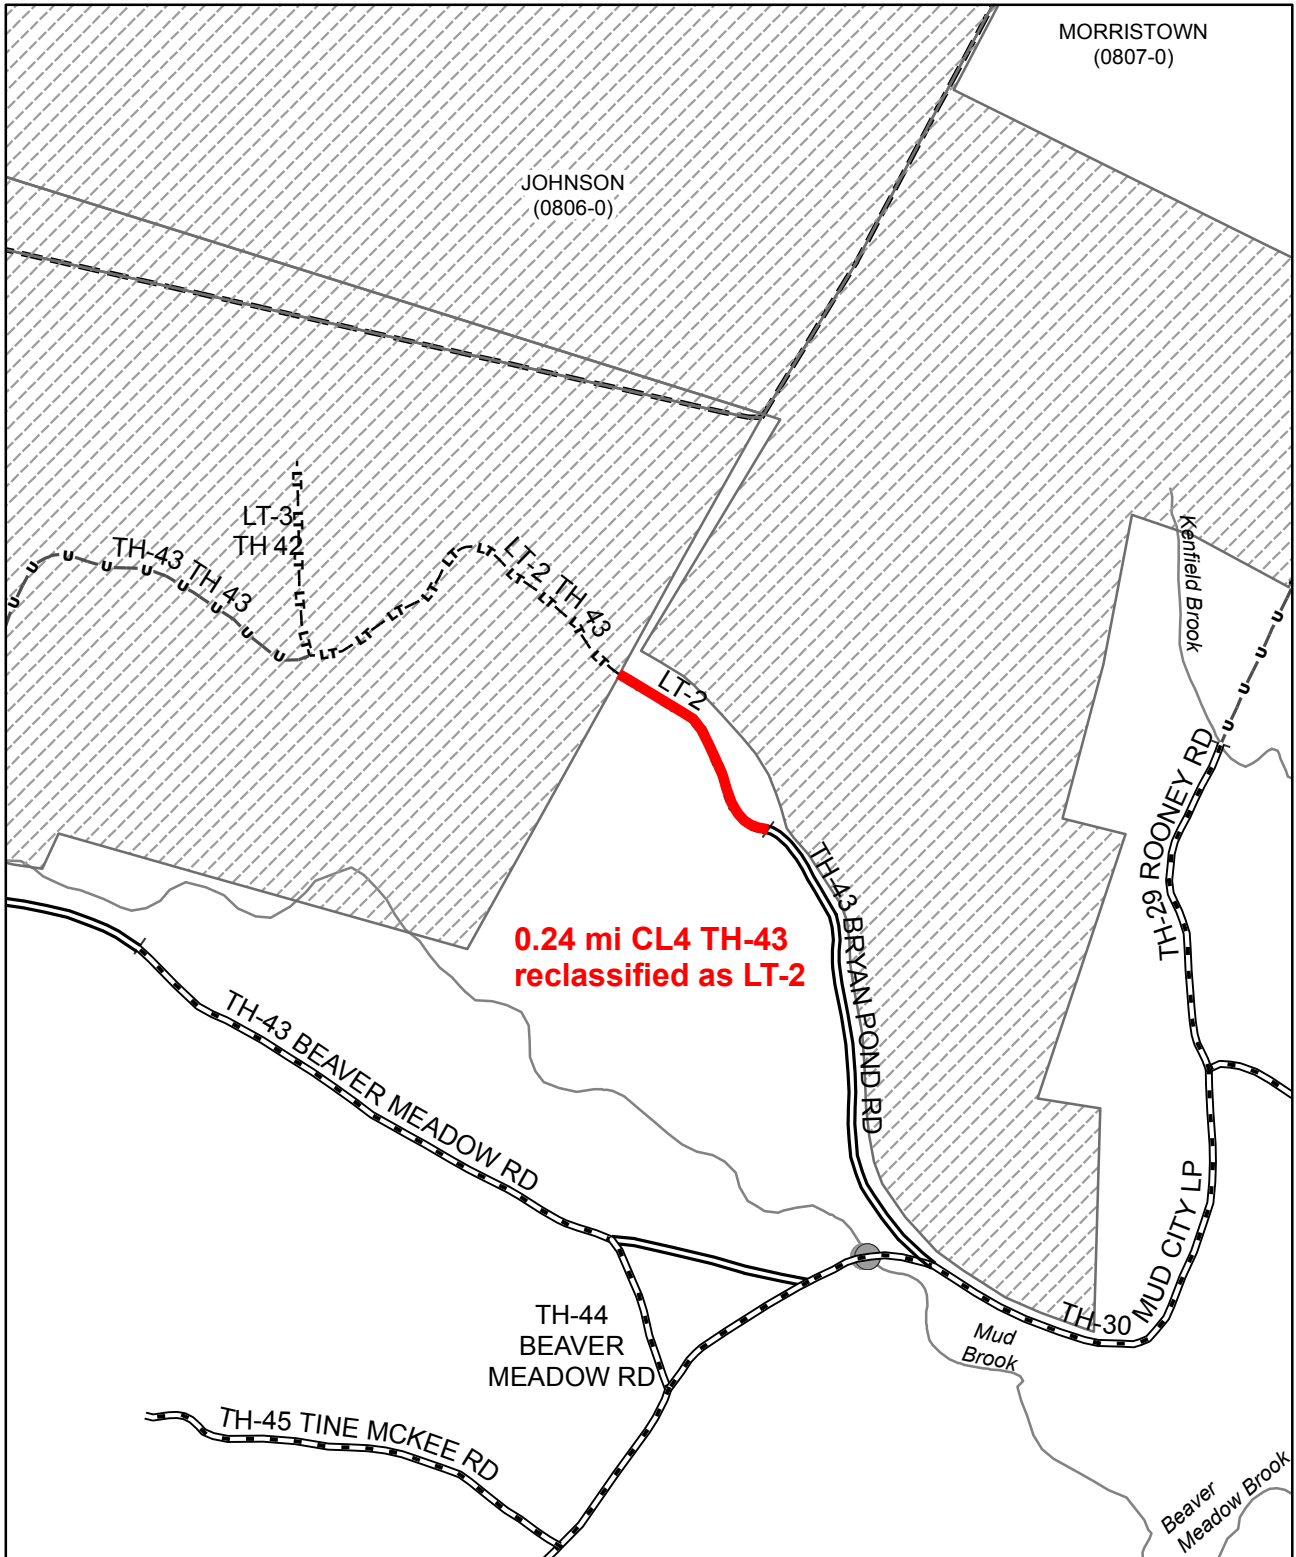 MORRISTOWN
(0807-0)
JOHNSON
(0806-0)
LT-3
TH 42
TH-43 TH 43
LT-2 TH 43
LT-2
Kenfield Brook
TH-29 ROONEY RD
TH-43 BRYAN POND RD
0.24 mi CL4 TH-43
reclassified as LT-2
TH-43 BEAVER MEADOW RD
TH-44
BEAVER
MEADOW RD
TH-30 MUD CITY LP
Mud
Brook
TH-45 TINE MCKEE RD
Beaver
Meadow Brook